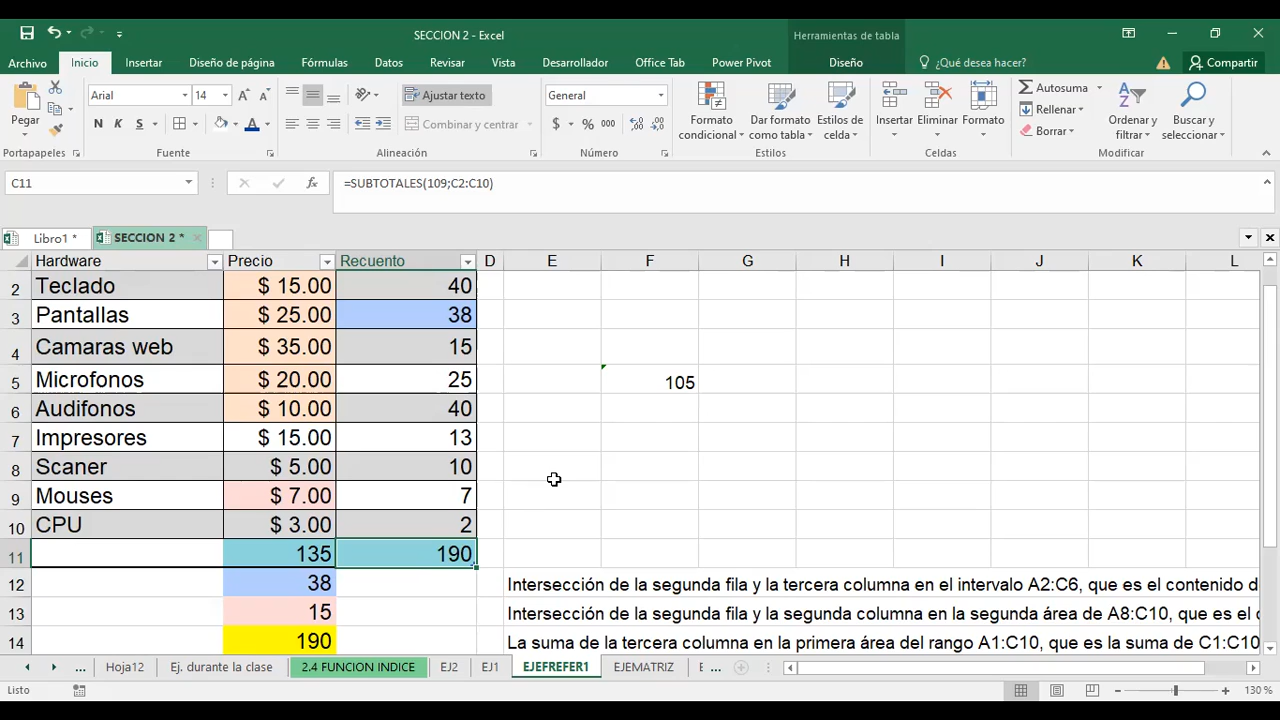 SECCION 2 - Excel
Herramientas de tabla
Archivo Inicio Insertar Diseño de página Fórmulas Datos Revisar Vista Desarrollador Office Tab Power Pivot Diseño ¿Qué desea hacer? Compartir
Pegar
Arial 14
N K S
Ajustar texto
Combinar y centrar
General
$ % 000
Formato condicional
Dar formato como tabla
Estilos de celda
Insertar Eliminar Formato
Autosuma
Rellenar
Borrar
Ordenar y filtrar
Buscar y seleccionar
Portapapeles Fuente Alineación Número Estilos Celdas Modificar
C11 fx =SUBTOTALES(109;C2:C10)
Libro1 * SECCION 2 *
Hardware Precio Recuento D E F G H I J K L
2 Teclado $ 15.00 40
3 Pantallas $ 25.00 38
4 Camaras web $ 35.00 15
5 Microfonos $ 20.00 25 105
6 Audifonos $ 10.00 40
7 Impresores $ 15.00 13
8 Scaner $ 5.00 10
9 Mouses $ 7.00 7
10 CPU $ 3.00 2
11 135 190
12 38 Intersección de la segunda fila y la tercera columna en el intervalo A2:C6, que es el contenido d
13 15 Intersección de la segunda fila y la segunda columna en la segunda área de A8:C10, que es el c
14 190 La suma de la tercera columna en la primera área del rango A1:C10, que es la suma de C1:C10
... Hoja12 Ej. durante la clase 2.4 FUNCION INDICE EJ2 EJ1 EJEFREFER1 EJEMATRIZ E ...
Listo 130 %